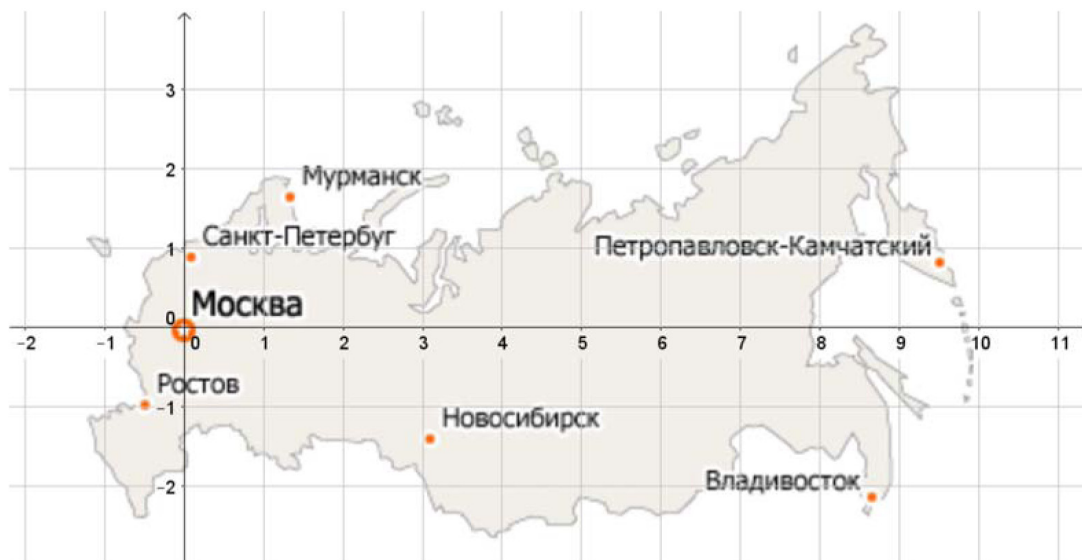 3
2
Мурманск
1
Санкт-Петербуг
Петропавловск-Камчатский
0
Москва
-2 -1 0 1 2 3 4 5 6 7 8 9 10 11
Ростов
-1
Новосибирск
-2
Владивосток